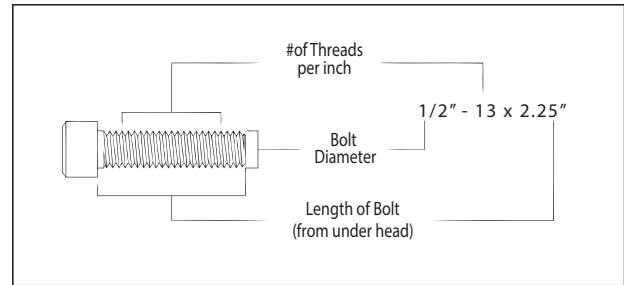 #of Threads
per inch
1/2” - 13 x 2.25”
Bolt
Diameter
Length of Bolt
(from under head)